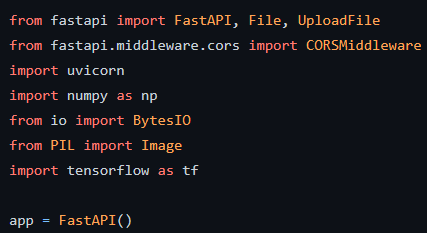 from fastapi import FastAPI, File, UploadFile
from fastapi.middleware.cors import CORSMiddleware
import uvicorn
import numpy as np
from io import BytesIO
from PIL import Image
import tensorflow as tf
app = FastAPI()